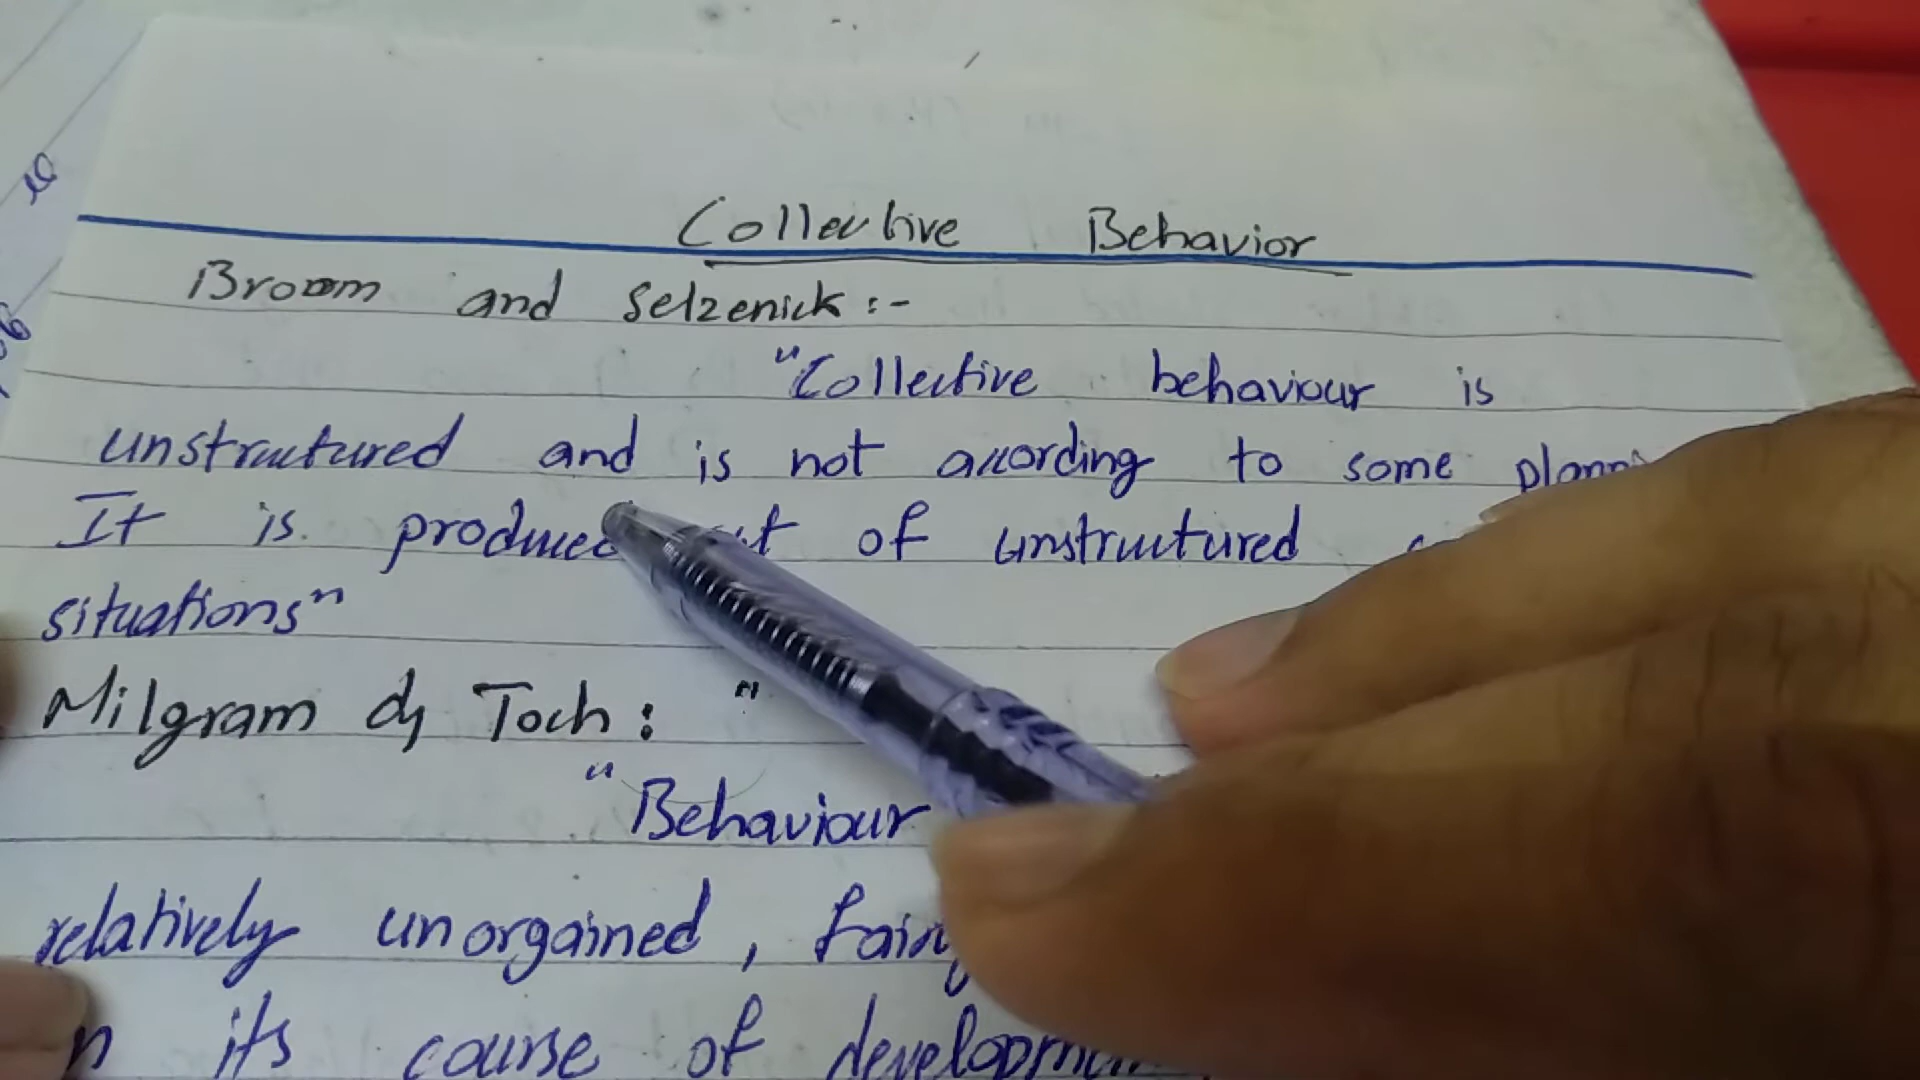 Collective Behavior
Broom and Selzenick :-
"Collective behaviour is
unstructured and is not according to some
It is produced of unstructured
situations"
Milgram & Toch : "
"Behaviour
relatively unorgained,
its course of